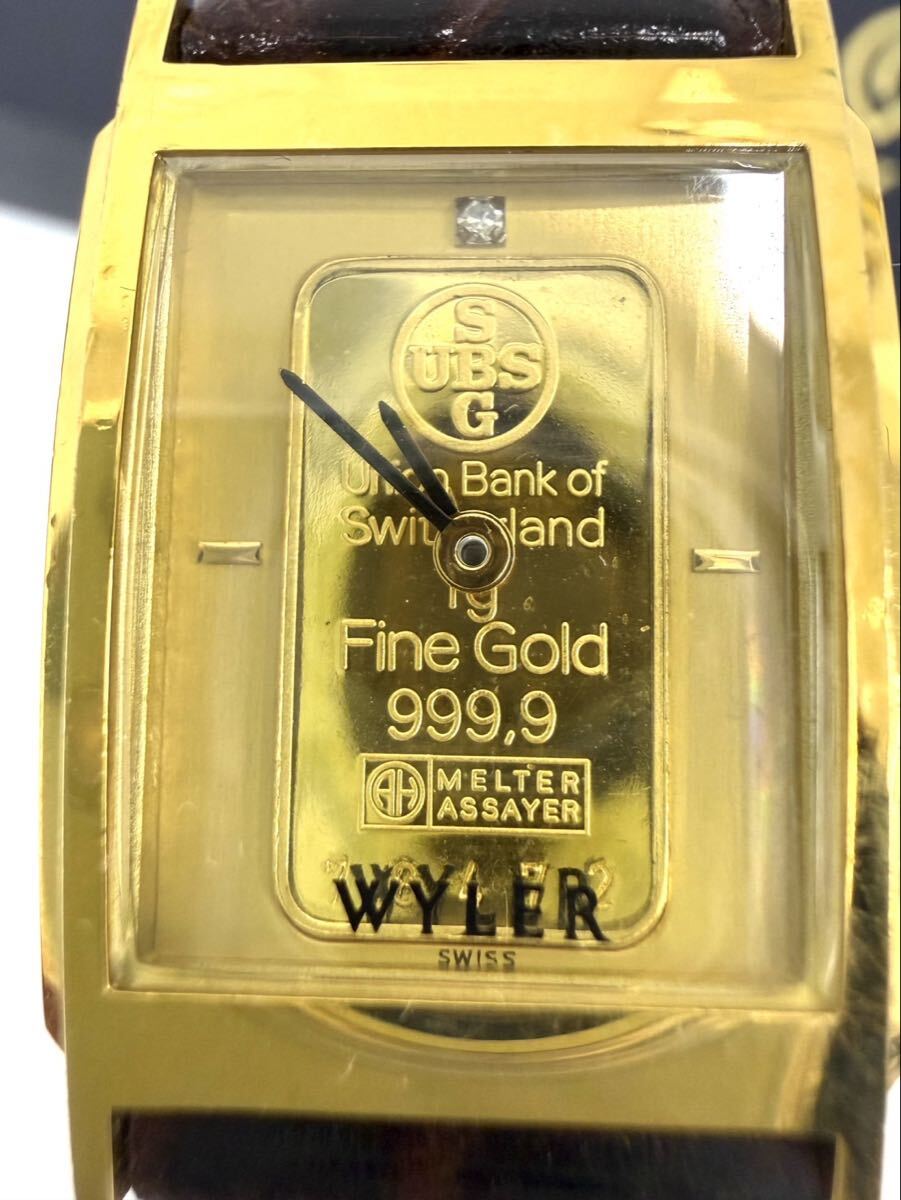 S
UBS
G
Union Bank of
Switzerland
1g
Fine Gold
999,9
AH MELTER
ASSAYER
WYLER
SWISS